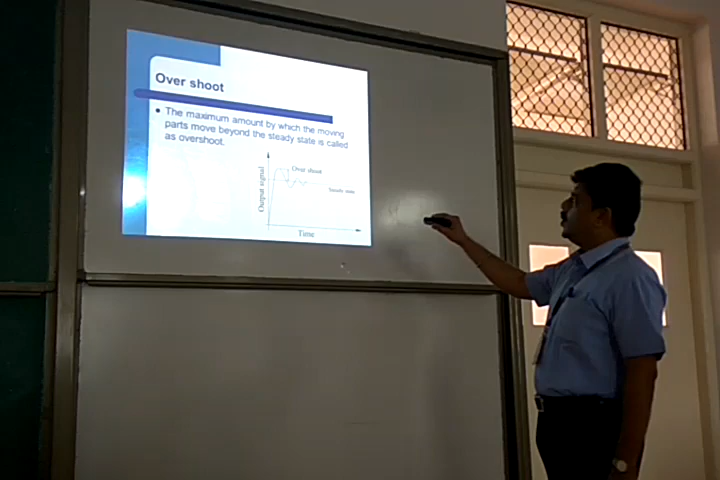 Over shoot
• The maximum amount by which the moving
parts move beyond the steady state is called
as overshoot.
Over shoot
Steady state
Output signal
Time